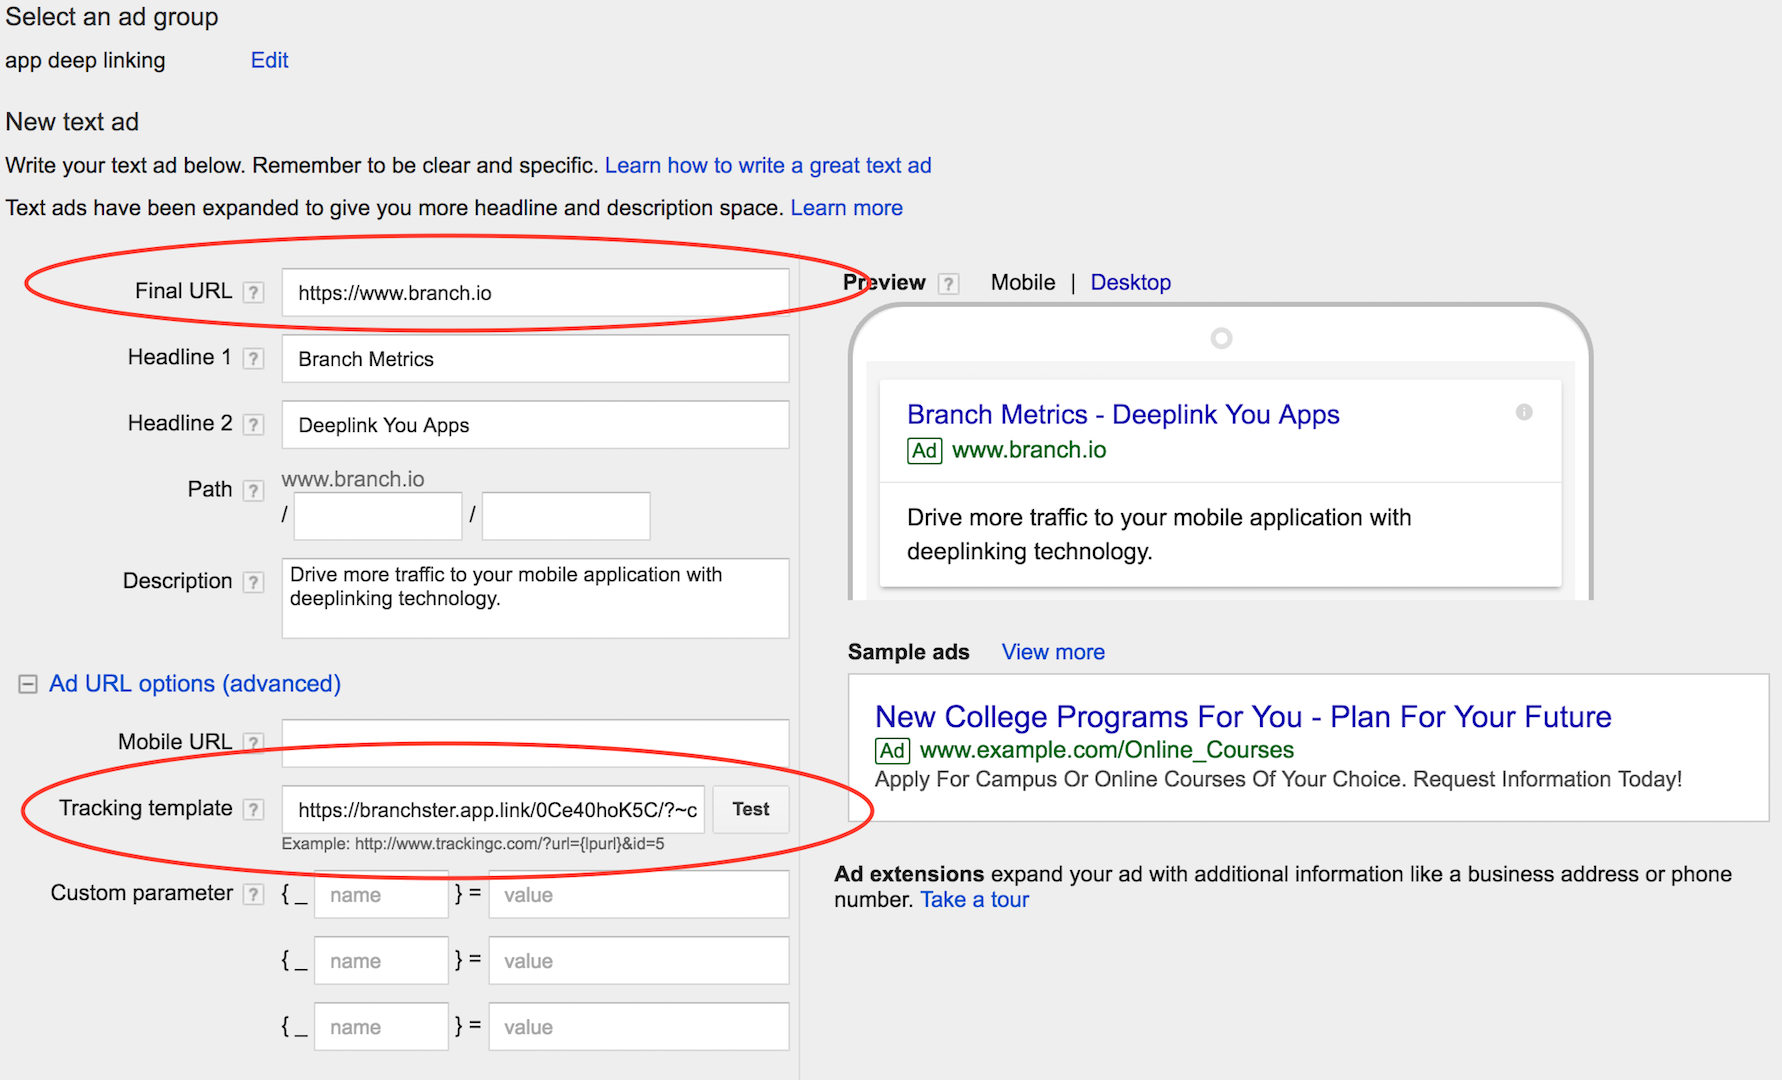 Select an ad group
app deep linking Edit
New text ad
Write your text ad below. Remember to be clear and specific. Learn how to write a great text ad
Text ads have been expanded to give you more headline and description space. Learn more
Final URL ? https://www.branch.io
Headline 1 ? Branch Metrics
Headline 2 ? Deeplink You Apps
Path ? www.branch.io
/ /
Description ? Drive more traffic to your mobile application with
deeplinking technology.
Ad URL options (advanced)
Mobile URL ?
Tracking template ? https://branchster.app.link/0Ce40hoK5C/?~c Test
Example: http://www.trackingc.com/?url={lpurl}&id=5
Custom parameter ? {_ name } = value
{_ name } = value
{_ name } = value
Preview ? Mobile | Desktop
Branch Metrics - Deeplink You Apps
Ad www.branch.io
Drive more traffic to your mobile application with
deeplinking technology.
Sample ads View more
New College Programs For You - Plan For Your Future
Ad www.example.com/Online_Courses
Apply For Campus Or Online Courses Of Your Choice. Request Information Today!
Ad extensions expand your ad with additional information like a business address or phone
number. Take a tour